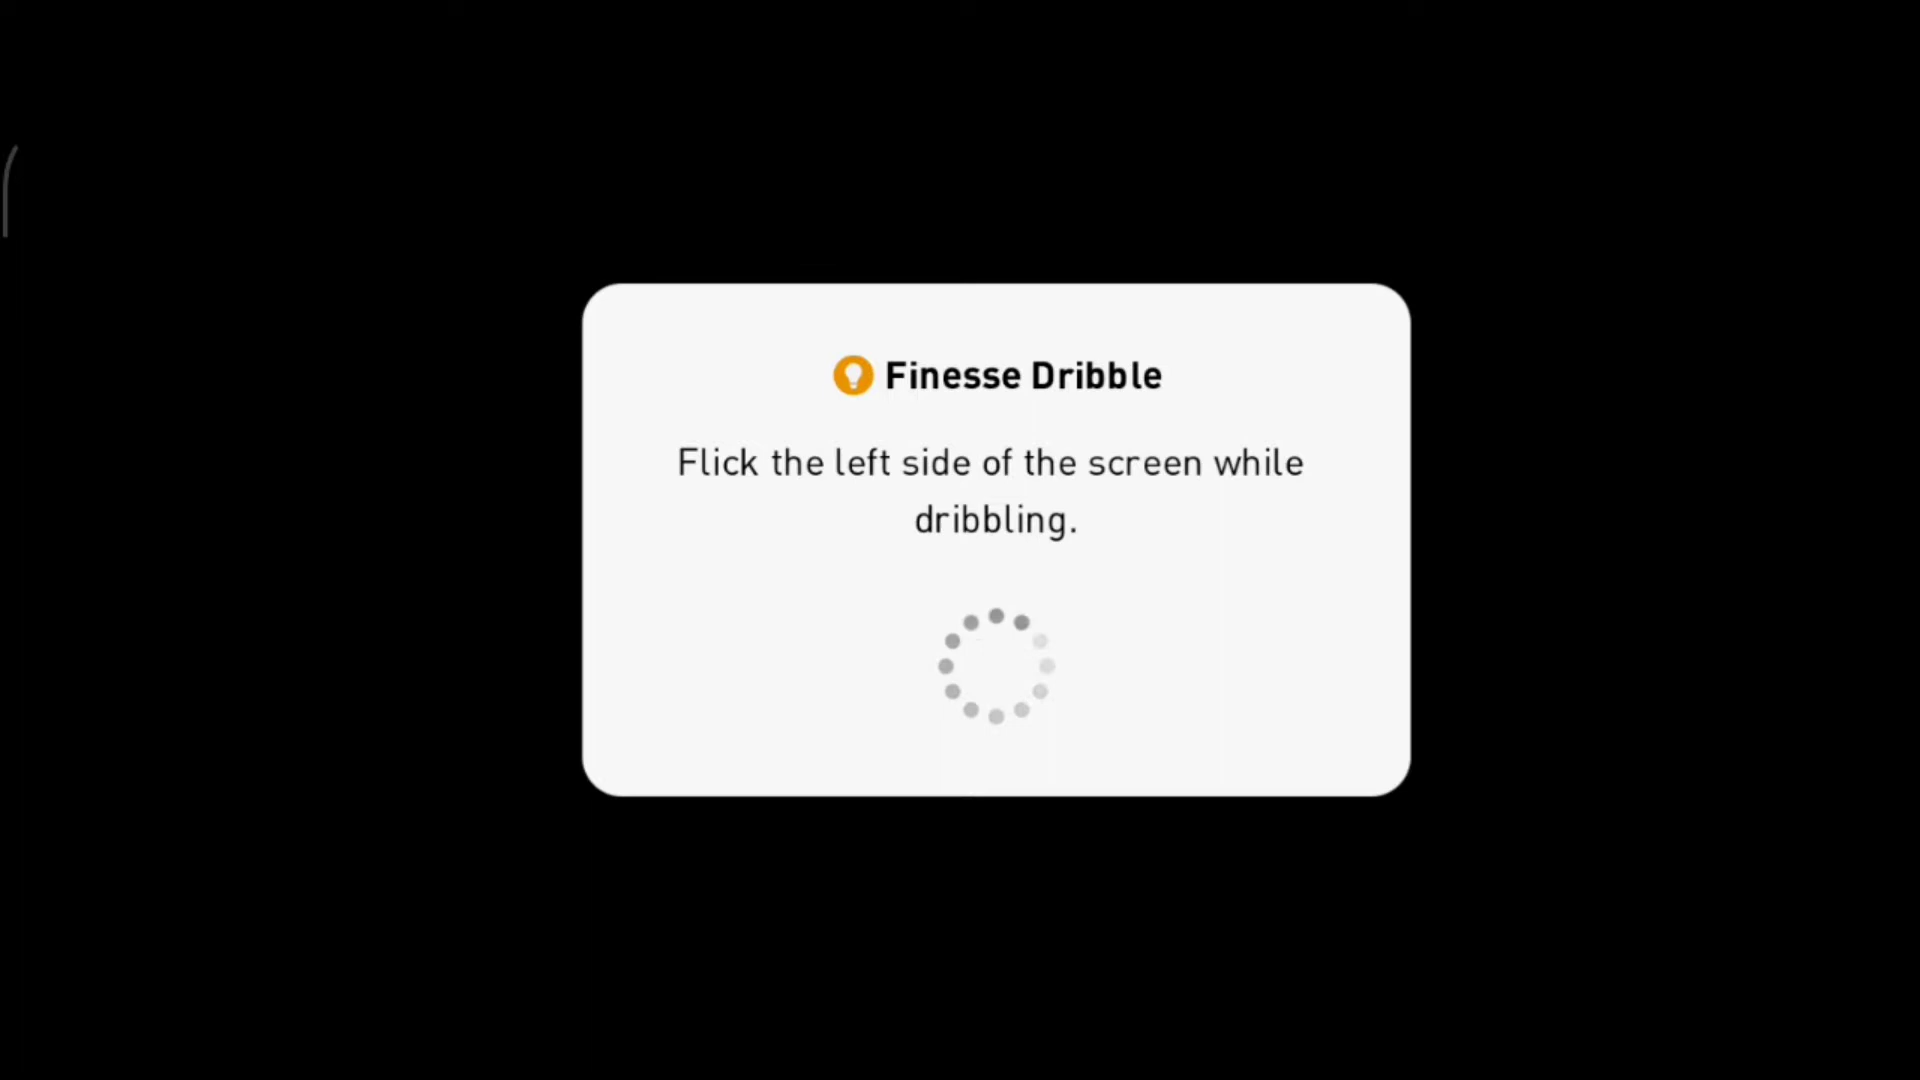 Finesse Dribble
Flick the left side of the screen while
dribbling.